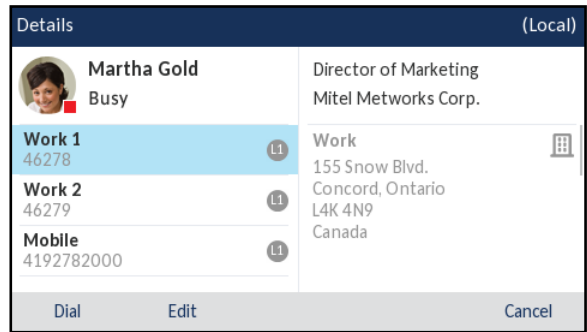 Details
(Local)
Martha Gold
Busy
Director of Marketing
Mitel Metworks Corp.
Work 1
46278
L1
Work 2
46279
L1
Mobile
4192782000
L1
Work
155 Snow Blvd.
Concord, Ontario
L4K 4N9
Canada
Dial
Edit
Cancel